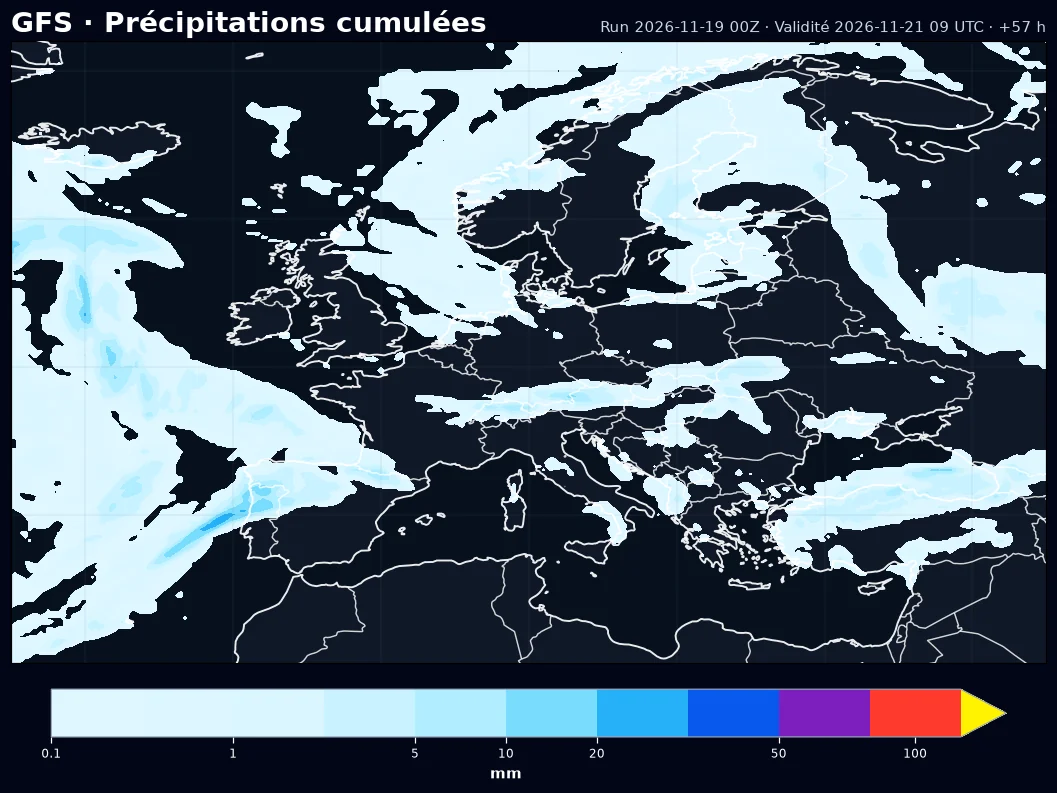 GFS · Précipitations cumulées
Run 2026-11-19 00Z · Validité 2026-11-21 09 UTC · +57 h
0.1 1 5 10 20 50 100
mm